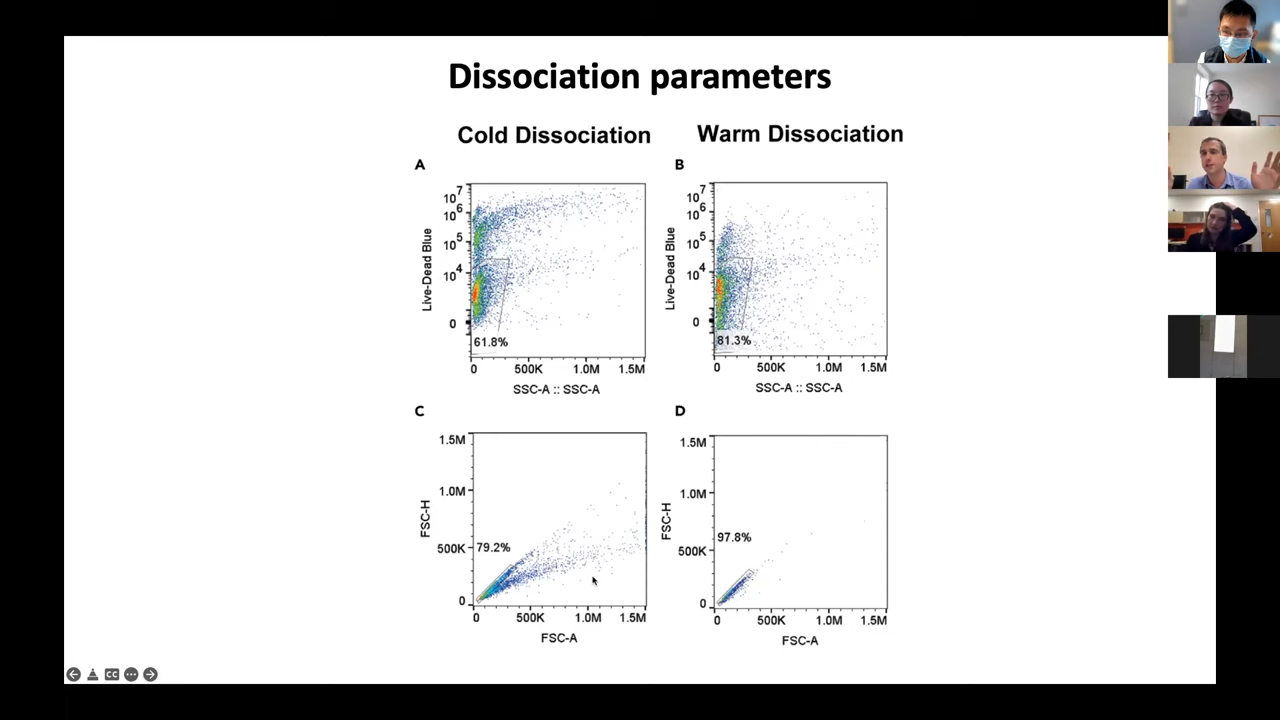 Dissociation parameters
Cold Dissociation
Warm Dissociation
A
B
10^7
10^6
10^5
10^4
0
Live-Dead Blue
61.8%
0 500K 1.0M 1.5M
SSC-A :: SSC-A
10^7
10^6
10^5
10^4
0
Live-Dead Blue
81.3%
0 500K 1.0M 1.5M
SSC-A :: SSC-A
C
D
1.5M
1.0M
500K
0
FSC-H
79.2%
0 500K 1.0M 1.5M
FSC-A
1.5M
1.0M
500K
0
FSC-H
97.8%
0 500K 1.0M 1.5M
FSC-A
CC